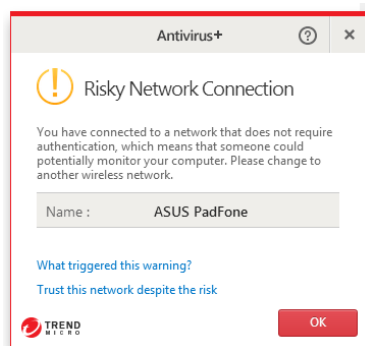 Antivirus+
Risky Network Connection
You have connected to a network that does not require
authentication, which means that someone could
potentially monitor your computer. Please change to
another wireless network.
Name : ASUS PadFone
What triggered this warning?
Trust this network despite the risk
TREND
MICRO
OK